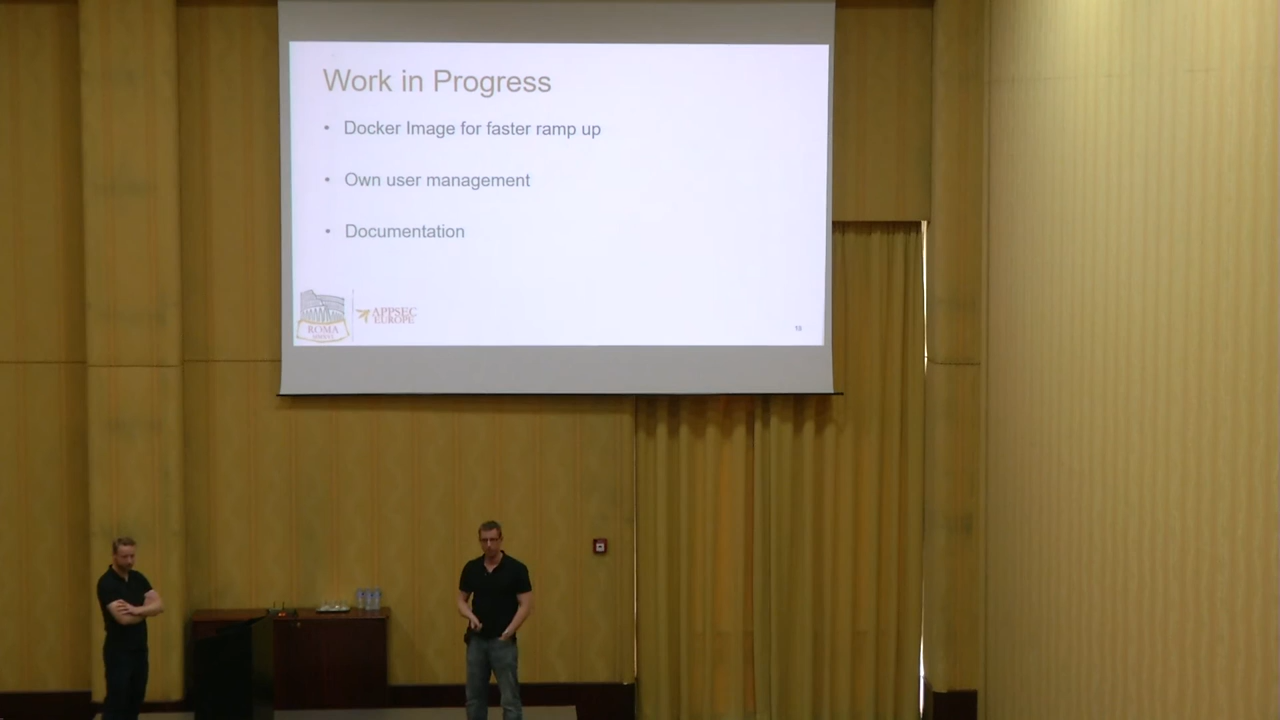 Work in Progress
• Docker Image for faster ramp up
• Own user management
• Documentation
ROMA
APPSEC
EUROPE